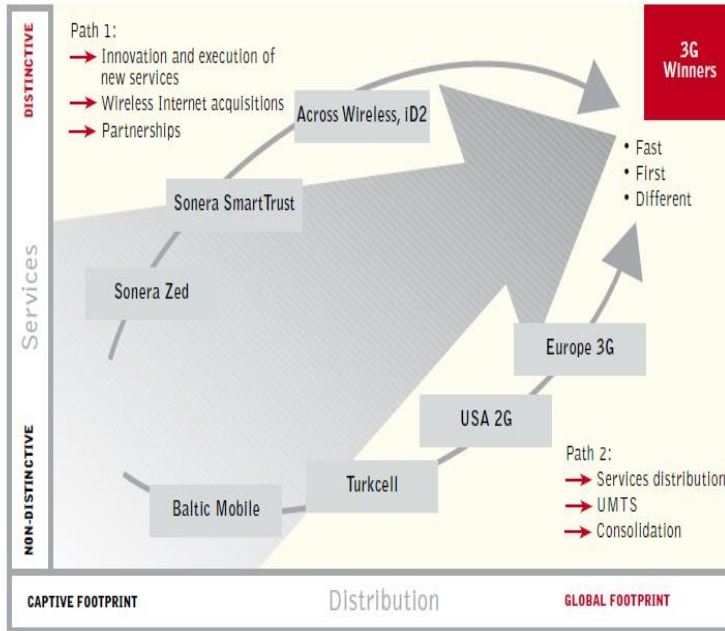 DISTINCTIVE
Services
NON-DISTINCTIVE
Path 1:
Innovation and execution of
new services
Wireless Internet acquisitions
Partnerships
3G
Winners
• Fast
• First
• Different
Across Wireless, iD2
Sonera SmartTrust
Sonera Zed
Europe 3G
USA 2G
Turkcell
Baltic Mobile
Path 2:
Services distribution
UMTS
Consolidation
CAPTIVE FOOTPRINT
Distribution
GLOBAL FOOTPRINT